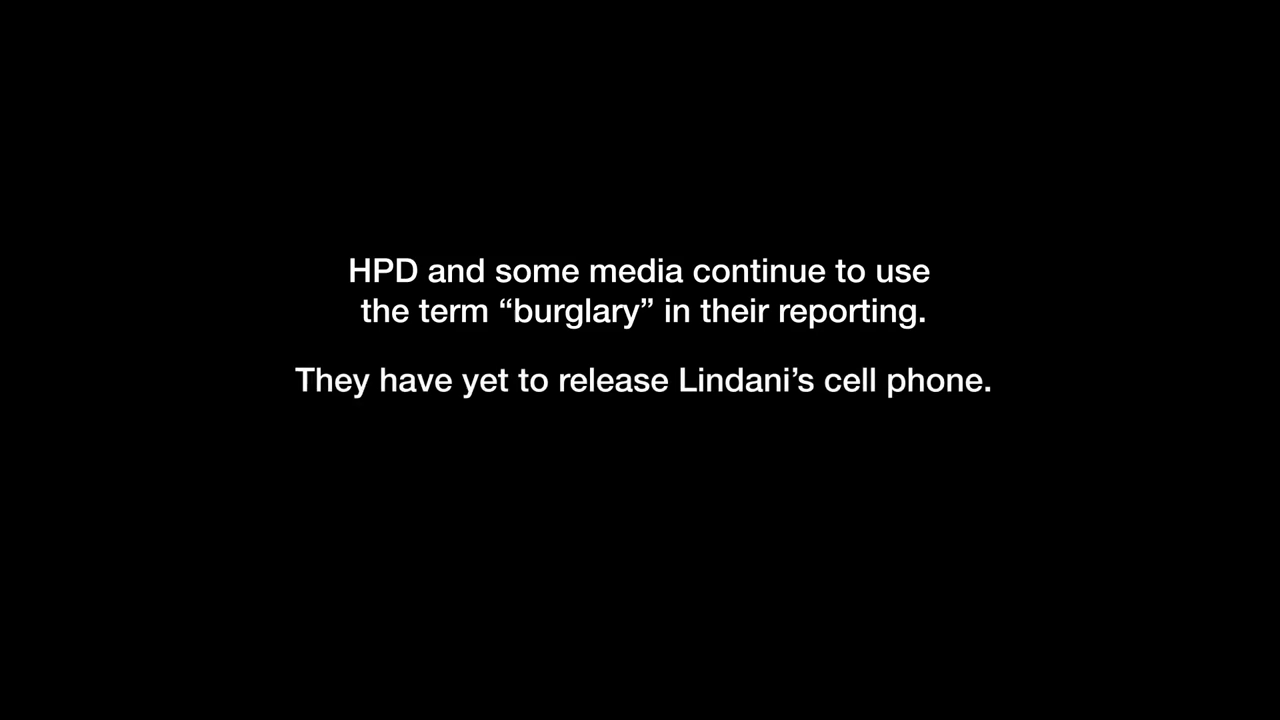 HPD and some media continue to use
the term “burglary” in their reporting.
They have yet to release Lindani’s cell phone.